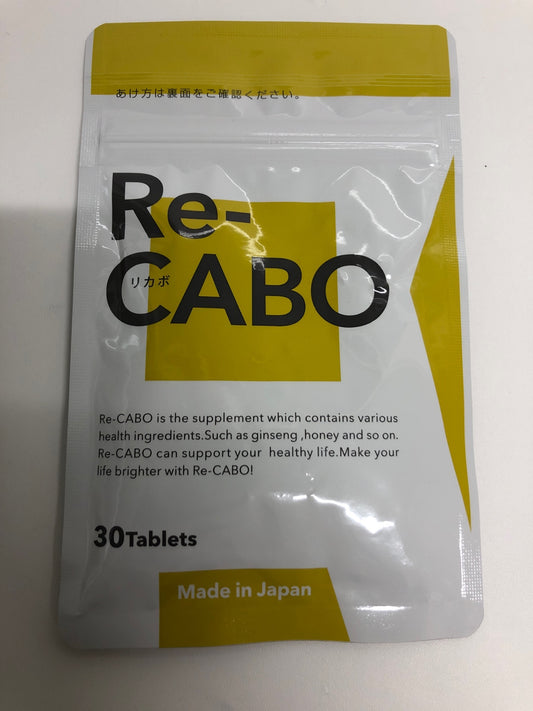 あけ方は裏面をご確認ください。
Re-
リカボ
CABO
Re-CABO is the supplement which contains various
health ingredients.Such as ginseng ,honey and so on.
Re-CABO can support your healthy life.Make your
life brighter with Re-CABO!
30Tablets
Made in Japan